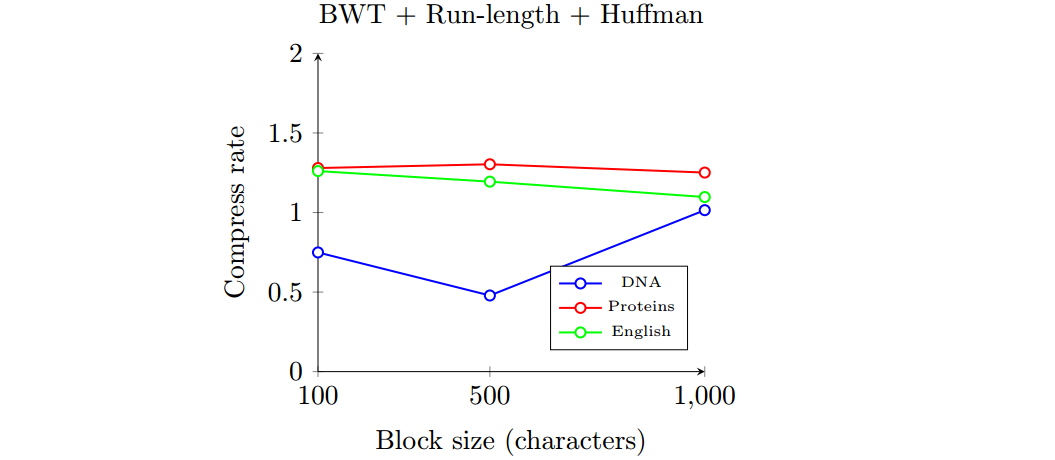 BWT + Run-length + Huffman
2
1.5
1
0.5
0
Compress rate
100 500 1,000
Block size (characters)
DNA
Proteins
English